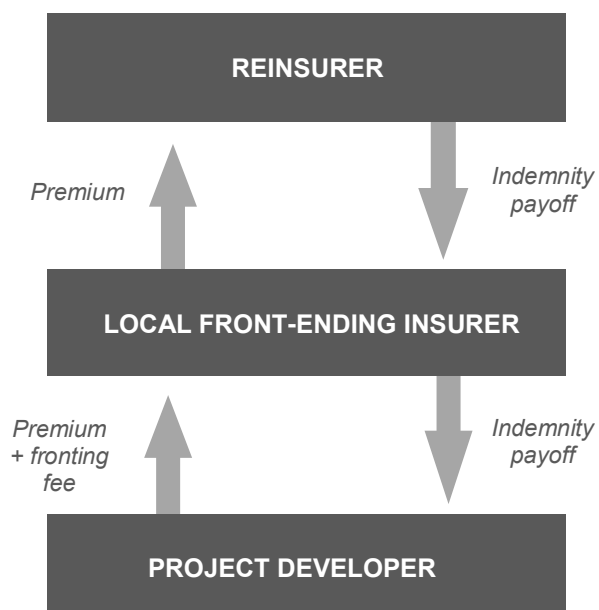 REINSURER
Premium
Indemnity
payoff
LOCAL FRONT-ENDING INSURER
Premium
+ fronting
fee
Indemnity
payoff
PROJECT DEVELOPER